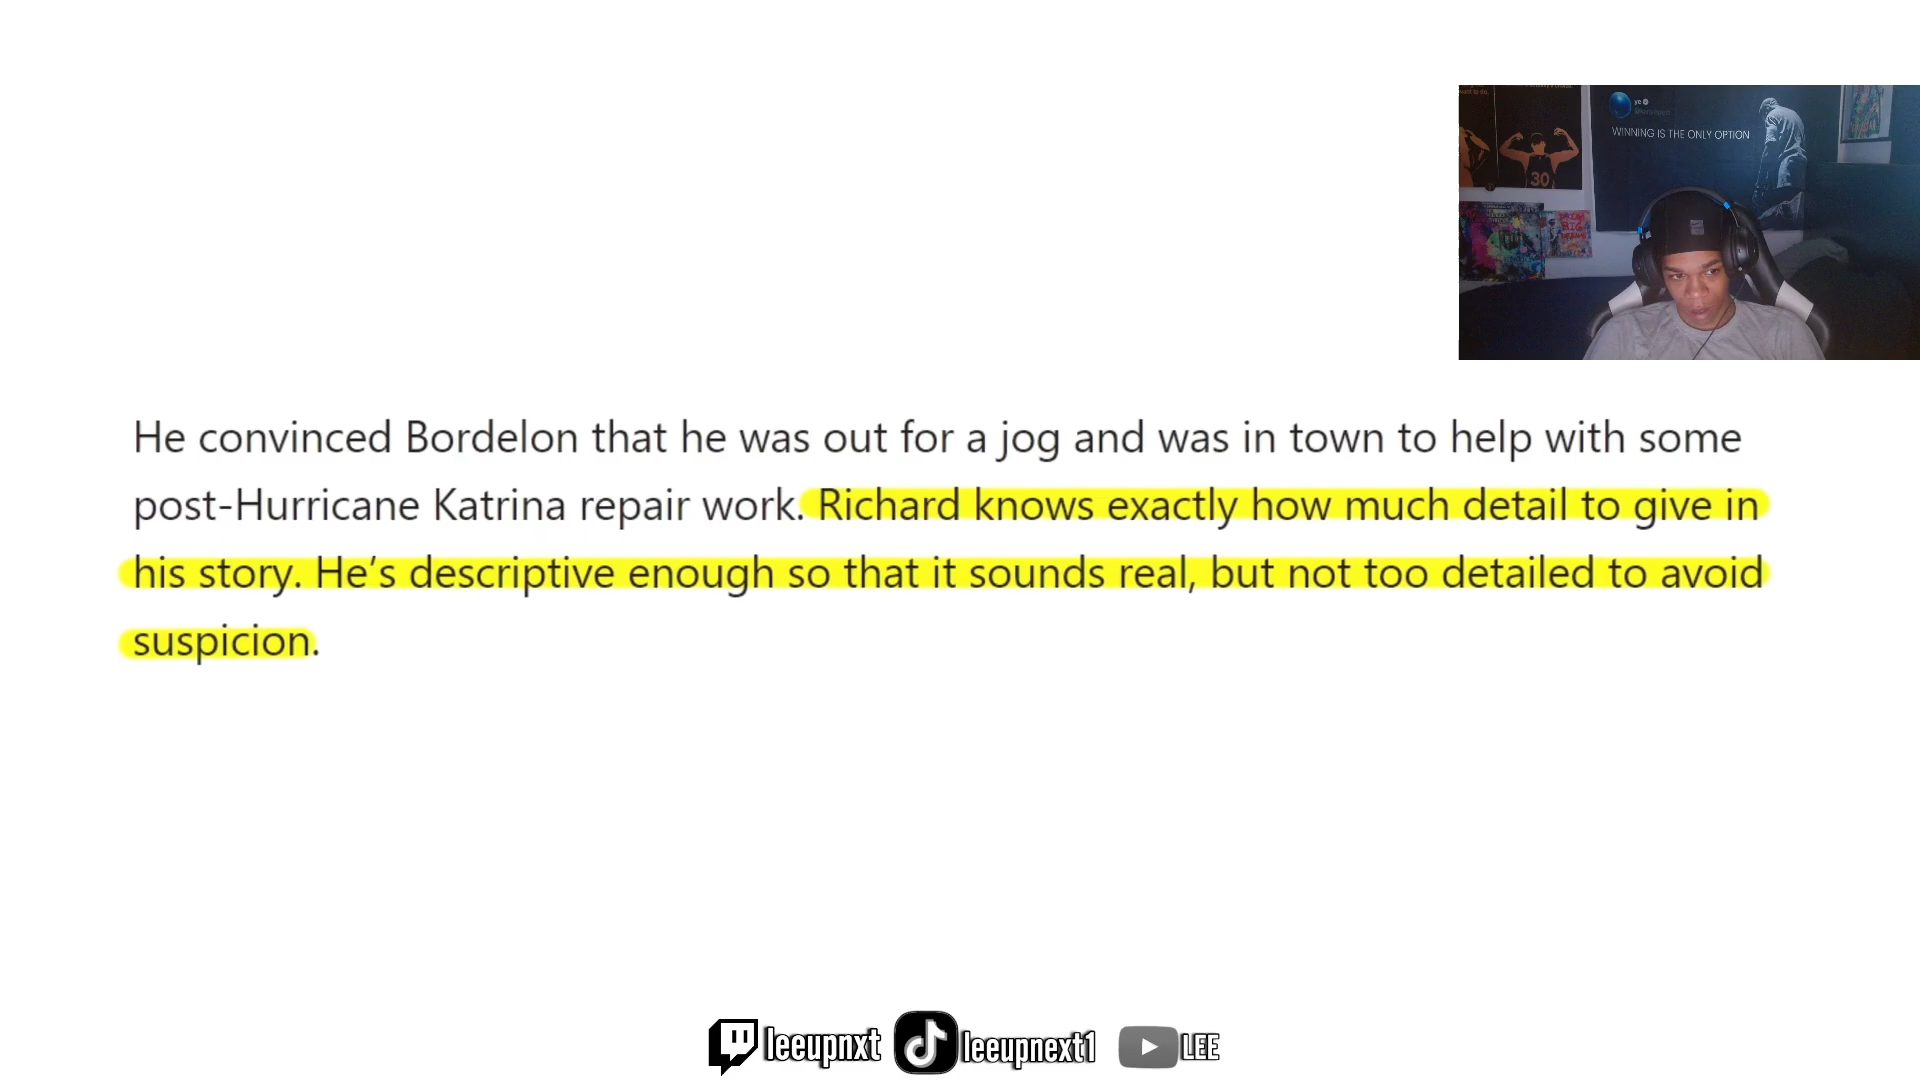 ye
WINNING IS THE ONLY OPTION
30
He convinced Bordelon that he was out for a jog and was in town to help with some
post-Hurricane Katrina repair work. Richard knows exactly how much detail to give in
his story. He’s descriptive enough so that it sounds real, but not too detailed to avoid
suspicion.
leeupnxt
leeupnext1
LEE